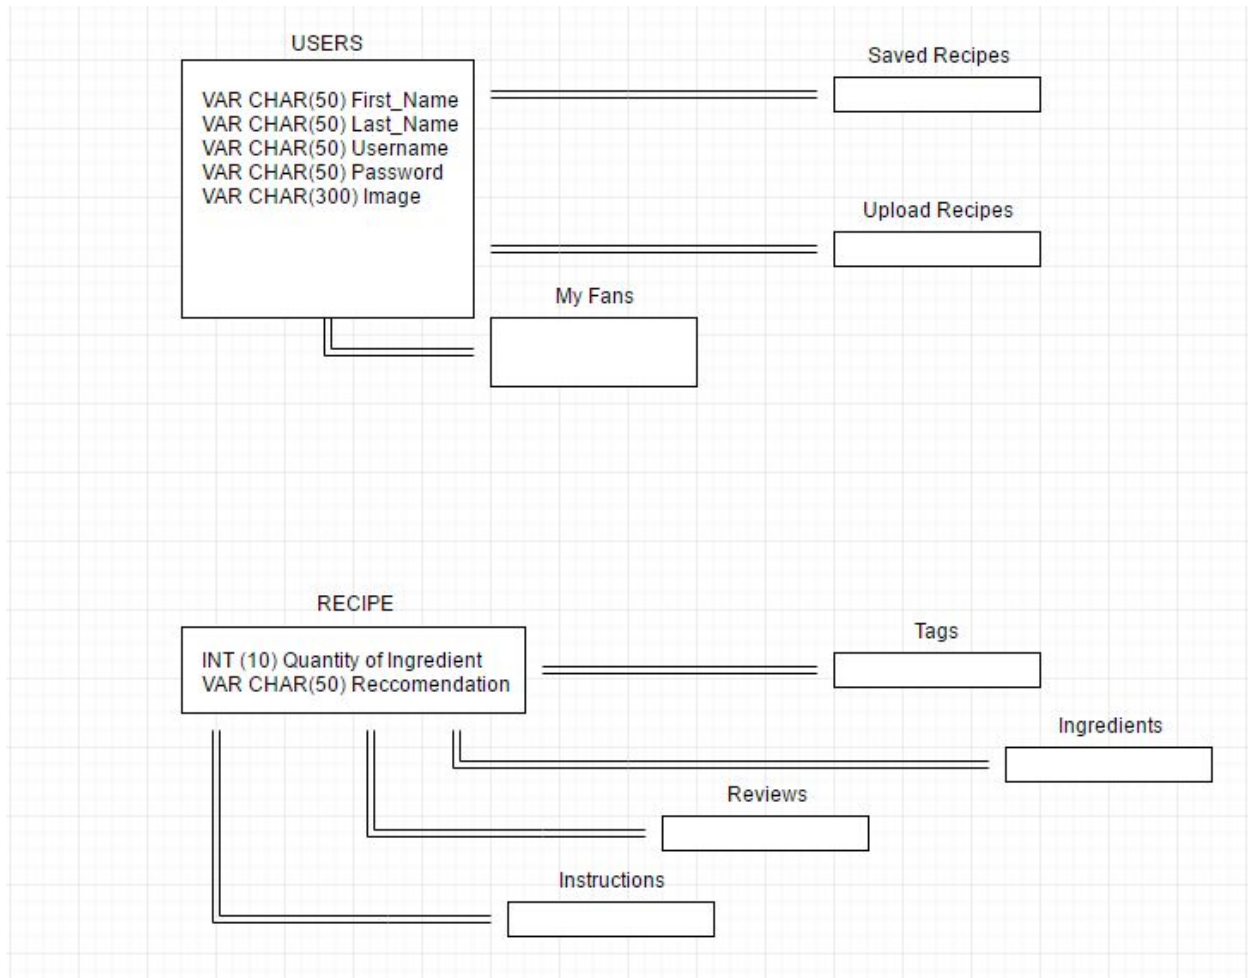 USERS
VAR CHAR(50) First_Name
VAR CHAR(50) Last_Name
VAR CHAR(50) Username
VAR CHAR(50) Password
VAR CHAR(300) Image
Saved Recipes
Upload Recipes
My Fans
RECIPE
INT (10) Quantity of Ingredient
VAR CHAR(50) Reccomendation
Tags
Ingredients
Reviews
Instructions